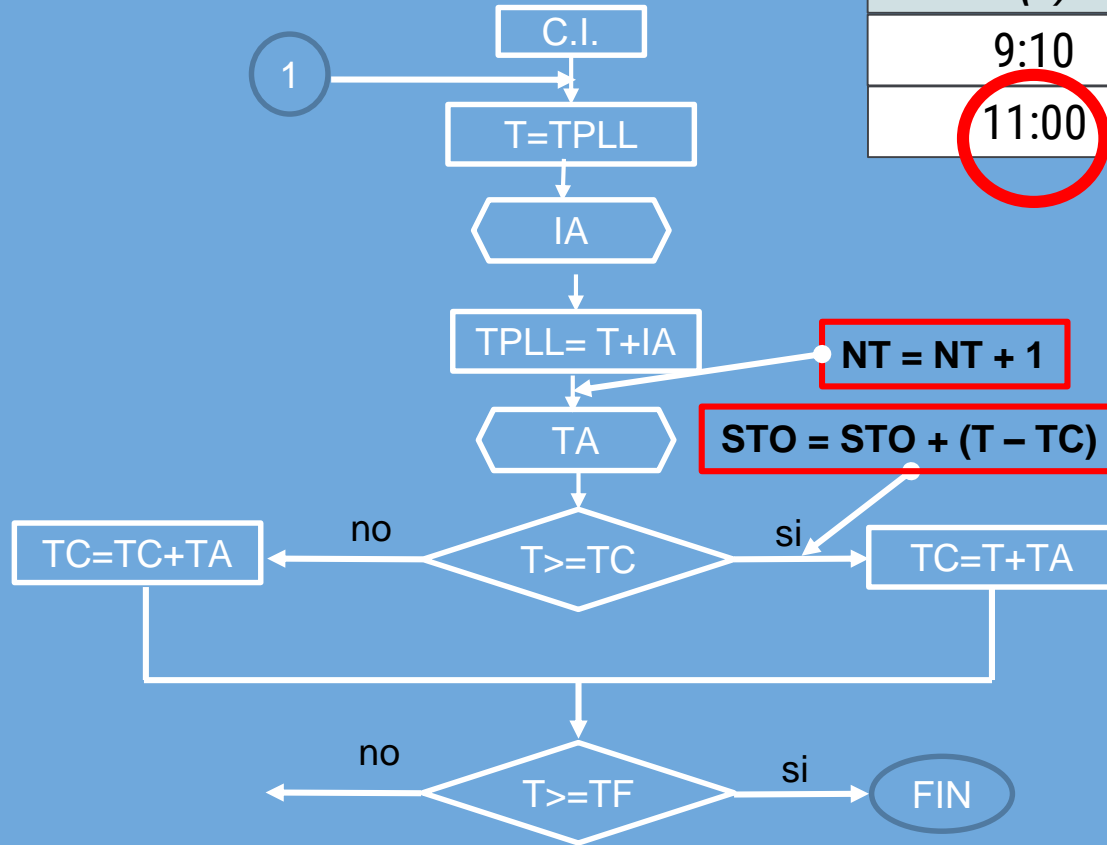 C.I.
1
9:10
11:00
T=TPLL
IA
TPLL= T+IA
NT = NT + 1
TA
STO = STO + (T – TC)
no
si
TC=TC+TA
T>=TC
TC=T+TA
no
si
T>=TF
FIN